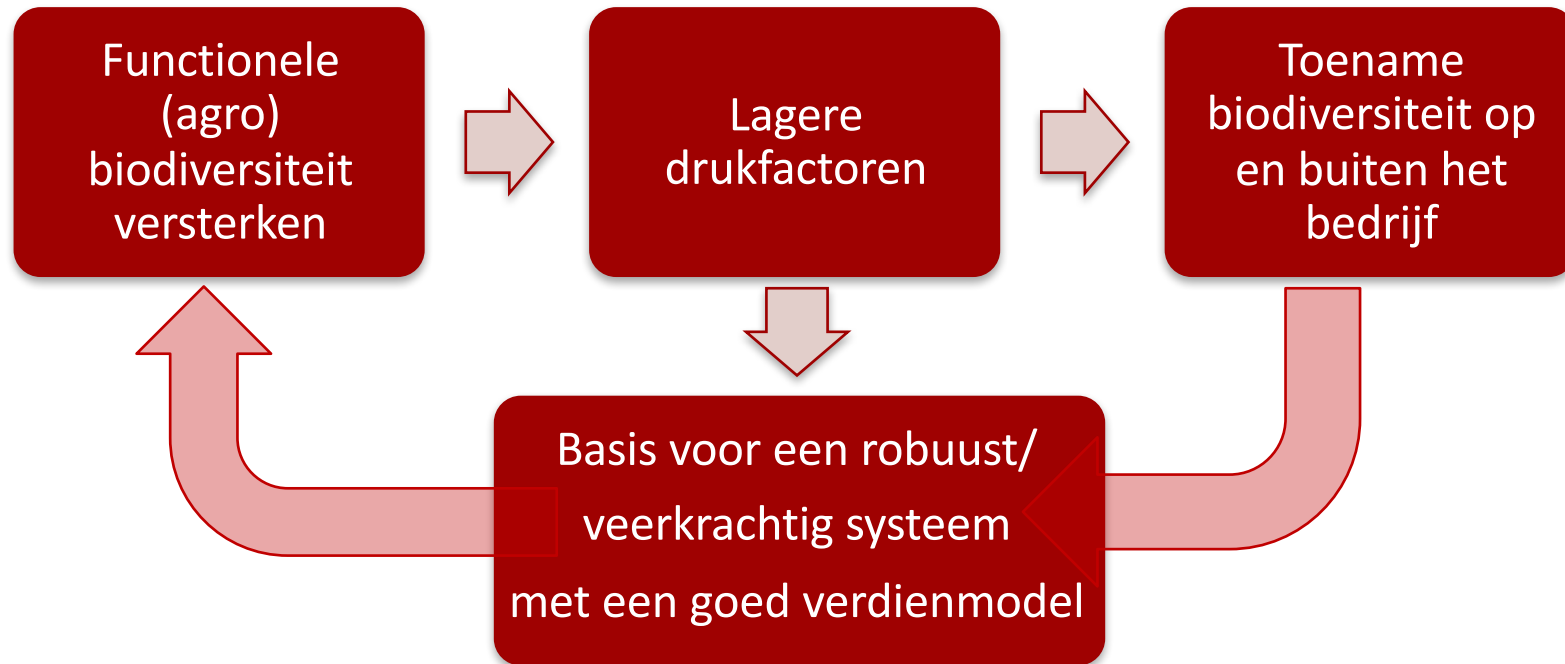 Functionele
(agro)
biodiversiteit
versterken
Lagere
drukfactoren
Toename
biodiversiteit op
en buiten het
bedrijf
Basis voor een robuust/
veerkrachtig systeem
met een goed verdienmodel